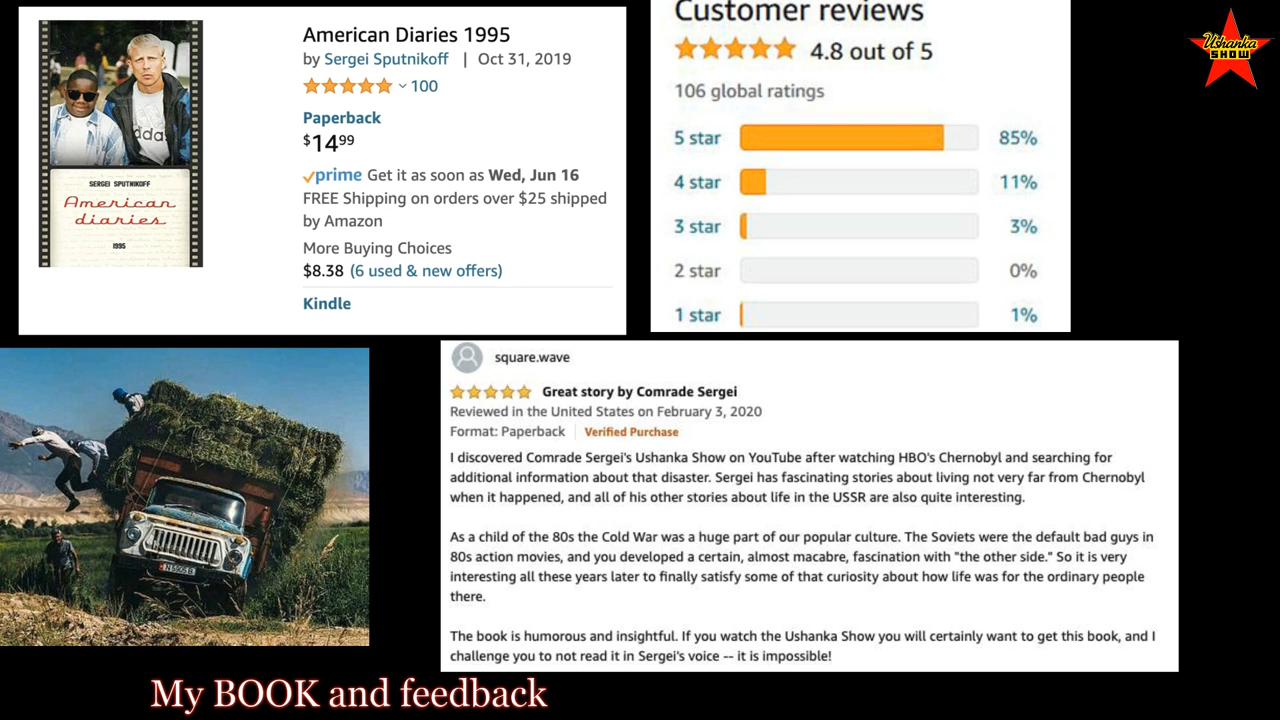 American Diaries 1995
by Sergei Sputnikoff | Oct 31, 2019
100
Paperback
$14⁹⁹
prime Get it as soon as Wed, Jun 16
FREE Shipping on orders over $25 shipped
by Amazon
More Buying Choices
$8.38 (6 used & new offers)
Kindle
adidas
SERGEI SPUTNIKOFF
American
diaries
1995
Customer reviews
4.8 out of 5
106 global ratings
5 star 85%
4 star 11%
3 star 3%
2 star 0%
1 star 1%
Ushanka
SHOW
square.wave
Great story by Comrade Sergei
Reviewed in the United States on February 3, 2020
Format: Paperback | Verified Purchase
I discovered Comrade Sergei's Ushanka Show on YouTube after watching HBO's Chernobyl and searching for
additional information about that disaster. Sergei has fascinating stories about living not very far from Chernobyl
when it happened, and all of his other stories about life in the USSR are also quite interesting.
As a child of the 80s the Cold War was a huge part of our popular culture. The Soviets were the default bad guys in
80s action movies, and you developed a certain, almost macabre, fascination with "the other side." So it is very
interesting all these years later to finally satisfy some of that curiosity about how life was for the ordinary people
there.
The book is humorous and insightful. If you watch the Ushanka Show you will certainly want to get this book, and I
challenge you to not read it in Sergei's voice -- it is impossible!
My BOOK and feedback